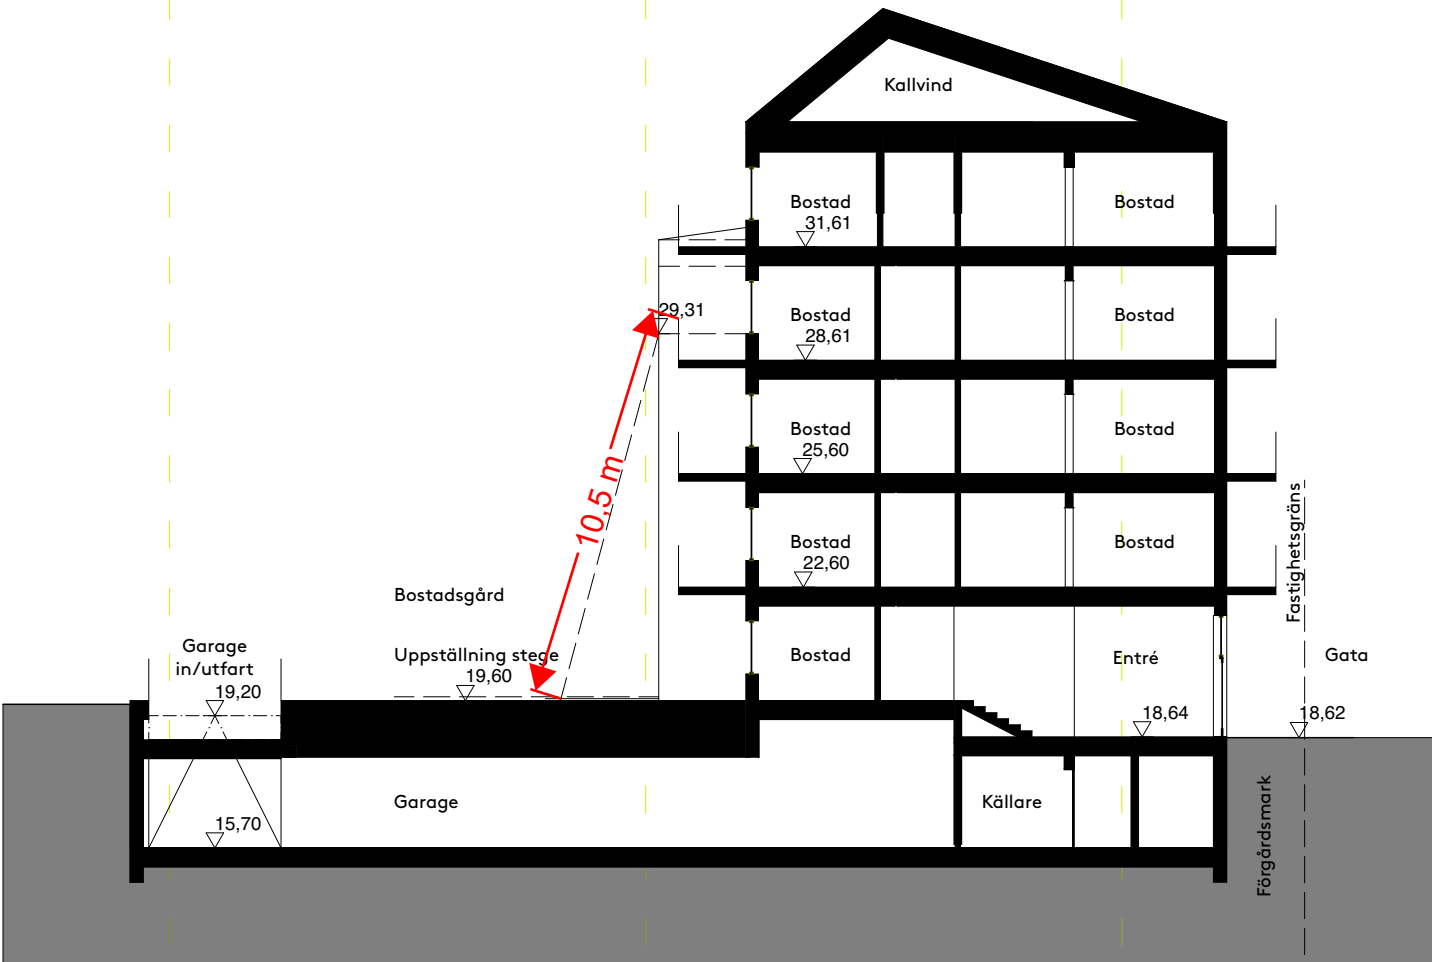 Kallvind
Bostad
31,61
Bostad
29,31
Bostad
28,61
Bostad
Bostad
25,60
Bostad
10,5 m
Bostad
22,60
Bostad
Fastighetsgräns
Bostadsgård
Garage
in/utfart
19,20
Uppställning stege
19,60
Bostad
Entré
Gata
18,64
18,62
Garage
15,70
Källare
Förgårdsmark